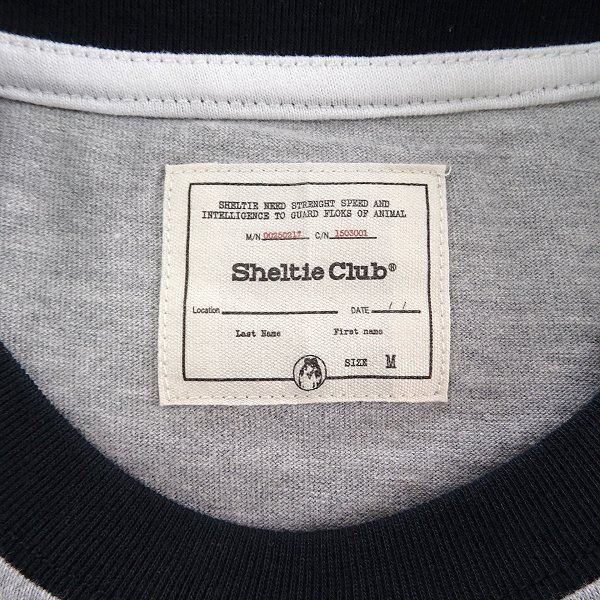 SHELTIE NEED STRENGHT SPEED AND
INTELLIGENCE TO GUARD FLOKS OF ANIMAL
M/N 00250217 C/N 1503001
Sheltie Club®
Location DATE / /
Last Name First name
SIZE M